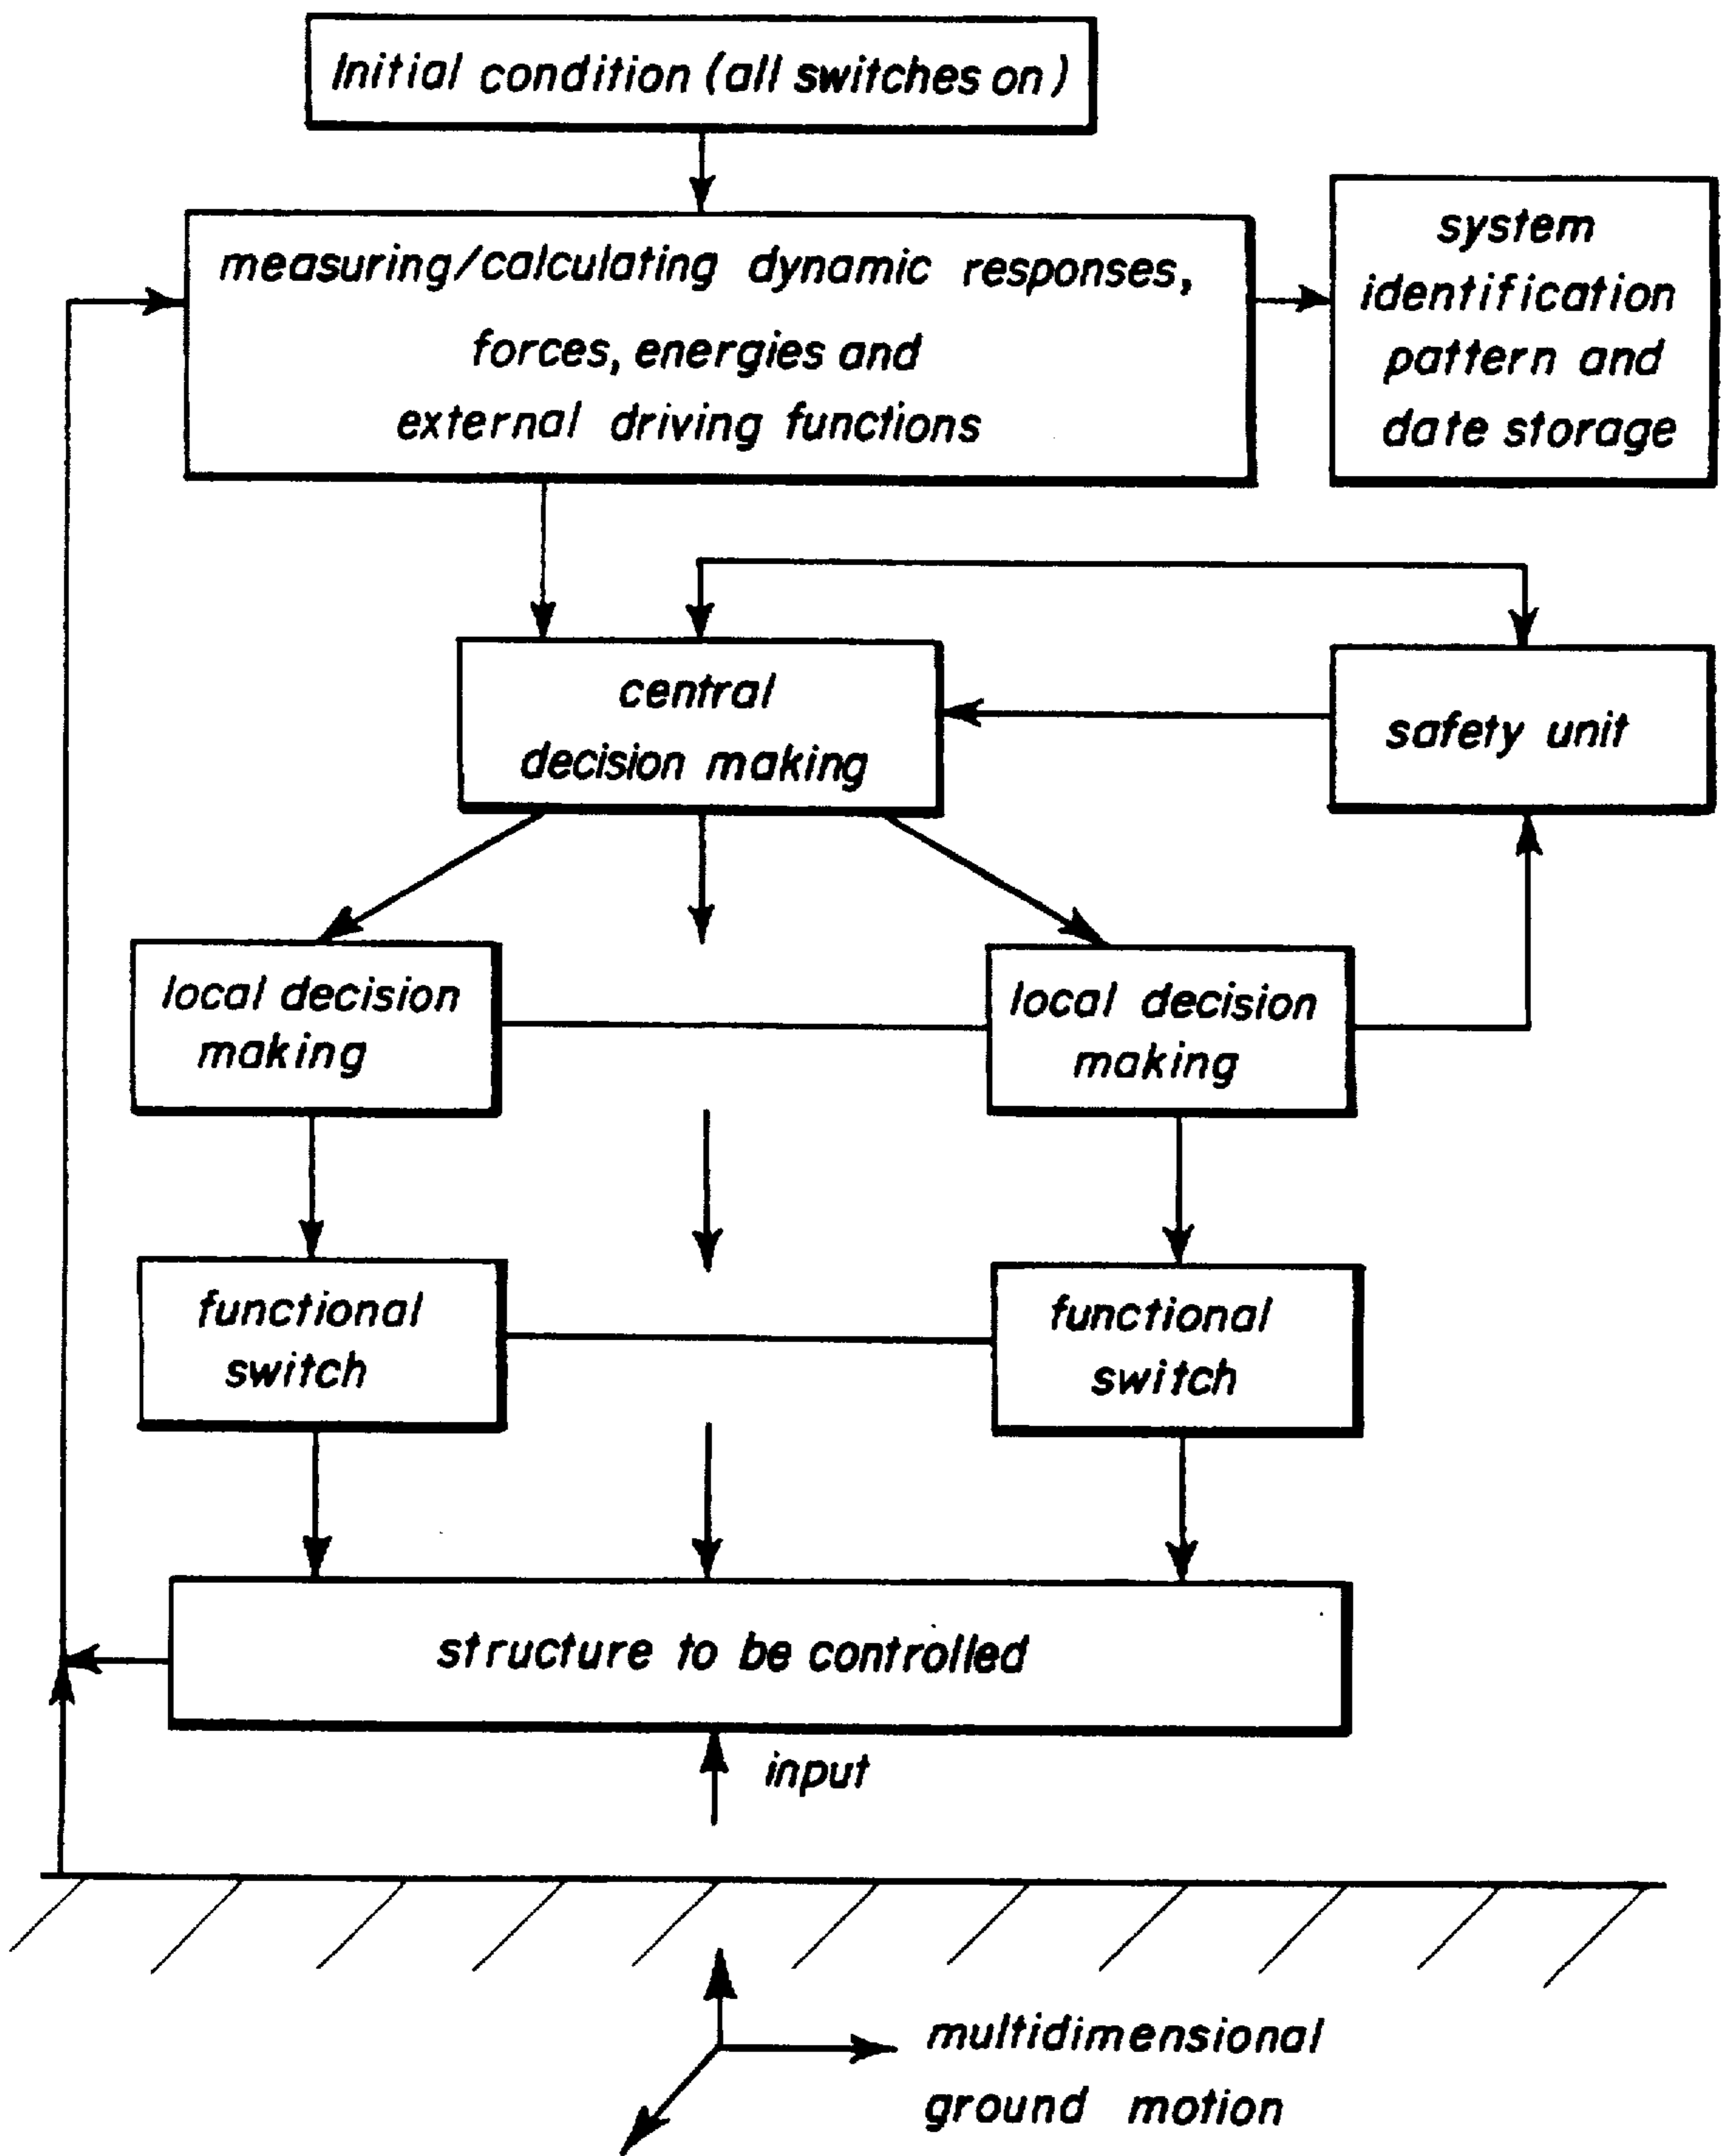 Initial condition (all switches on)
measuring/calculating dynamic responses,
forces, energies and
external driving functions
system
identification
pattern and
date storage
central
decision making
safety unit
local decision
making
local decision
making
functional
switch
functional
switch
structure to be controlled
input
multidimensional
ground motion